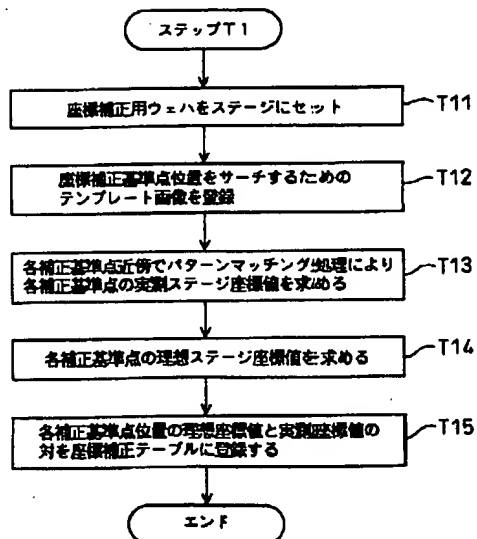 ステップT1
座標補正用ウェハをステージにセット
T11
座標補正基準点位置をサーチするための
テンプレート画像を登録
T12
各補正基準点近傍でパターンマッチング処理により
各補正基準点の実測ステージ座標値を求める
T13
各補正基準点の理想ステージ座標値を求める
T14
各補正基準点位置の理想座標値と実測座標値の
対を座標補正テーブルに登録する
T15
エンド